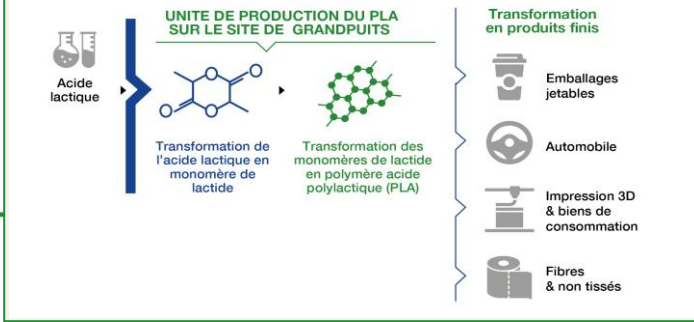 UNITE DE PRODUCTION DU PLA
SUR LE SITE DE GRANDPUITS
Acide
lactique
O
O
O
O
Transformation de
l'acide lactique en
monomère de
lactide
Transformation des
monomères de lactide
en polymère acide
polylactique (PLA)
Transformation
en produits finis
Emballages
jetables
Automobile
Impression 3D
& biens de
consommation
Fibres
& non tissés